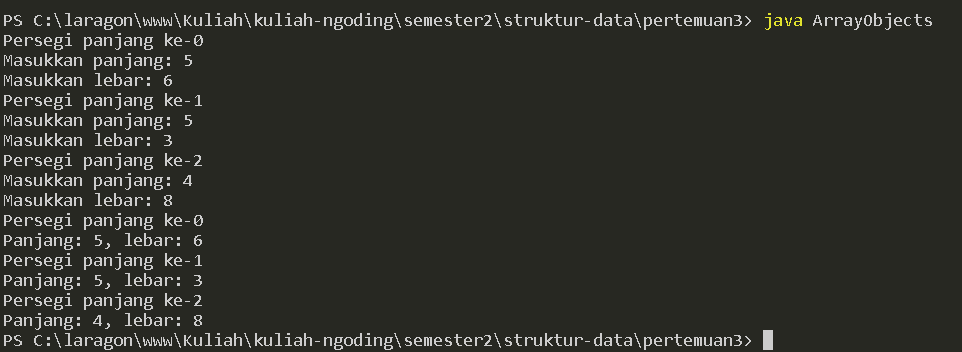 PS C:\laragon\www\Kuliah\kuliah-ngoding\semester2\struktur-data\pertemuan3> java ArrayObjects
Persegi panjang ke-0
Masukkan panjang: 5
Masukkan lebar: 6
Persegi panjang ke-1
Masukkan panjang: 5
Masukkan lebar: 3
Persegi panjang ke-2
Masukkan panjang: 4
Masukkan lebar: 8
Persegi panjang ke-0
Panjang: 5, lebar: 6
Persegi panjang ke-1
Panjang: 5, lebar: 3
Persegi panjang ke-2
Panjang: 4, lebar: 8
PS C:\laragon\www\Kuliah\kuliah-ngoding\semester2\struktur-data\pertemuan3>